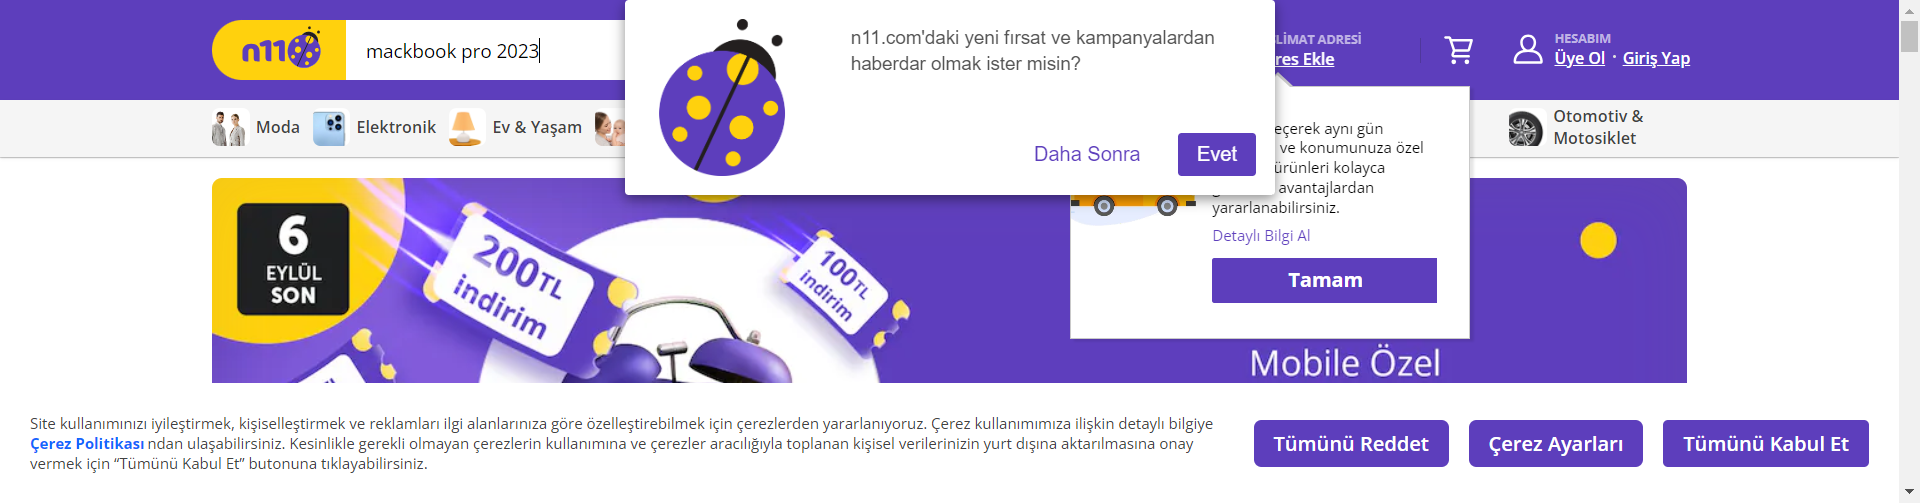 n11
mackbook pro 2023
n11.com'daki yeni fırsat ve kampanyalardan
haberdar olmak ister misin?
Daha Sonra
Evet
LİMAT ADRESİ
res Ekle
HESABIM
Üye Ol · Giriş Yap
Moda
Elektronik
Ev & Yaşam
Otomotiv &
Motosiklet
eçerek aynı gün
ve konumunuza özel
ürünleri kolayca
avantajlardan
yararlanabilirsiniz.
Detaylı Bilgi Al
Tamam
6
EYLÜL
SON
200TL
indirim
100TL
indirim
Mobile Özel
Site kullanımınızı iyileştirmek, kişiselleştirmek ve reklamları ilgi alanlarınıza göre özelleştirebilmek için çerezlerden yararlanıyoruz. Çerez kullanımımıza ilişkin detaylı bilgiye
Çerez Politikası ndan ulaşabilirsiniz. Kesinlikle gerekli olmayan çerezlerin kullanımına ve çerezler aracılığıyla toplanan kişisel verilerinizin yurt dışına aktarılmasına onay
vermek için “Tümünü Kabul Et” butonuna tıklayabilirsiniz.
Tümünü Reddet
Çerez Ayarları
Tümünü Kabul Et